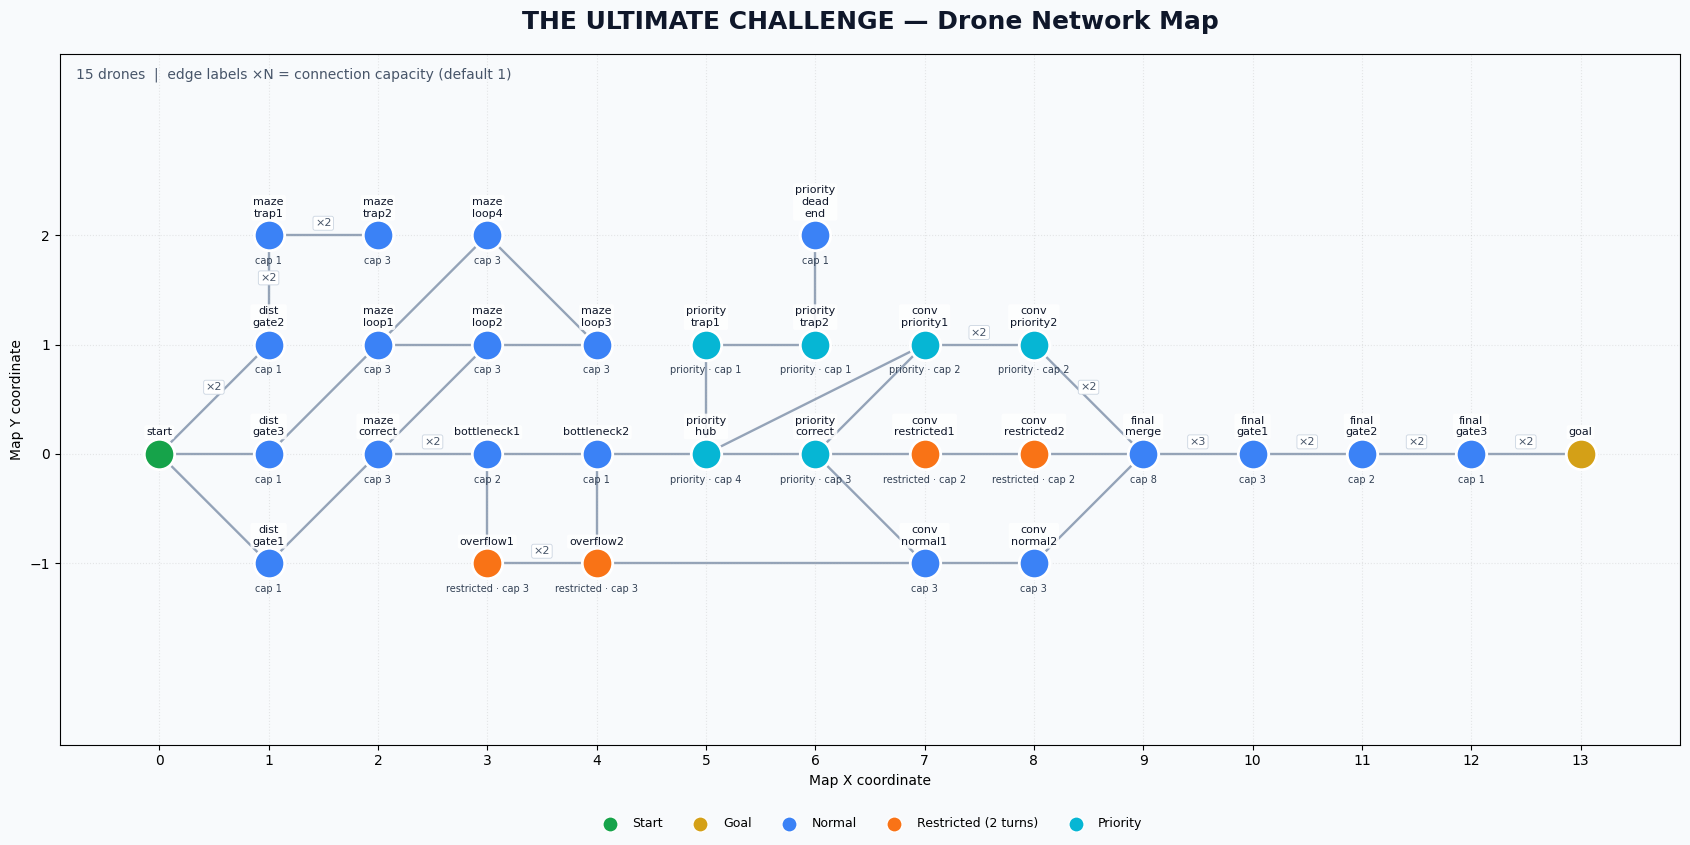 THE ULTIMATE CHALLENGE — Drone Network Map
15 drones | edge labels ×N = connection capacity (default 1)
Map Y coordinate
2
1
0
−1
maze
trap1
cap 1
×2
maze
trap2
cap 3
maze
loop4
cap 3
priority
dead
end
cap 1
×2
dist
gate2
cap 1
maze
loop1
cap 3
maze
loop2
cap 3
maze
loop3
cap 3
priority
trap1
priority · cap 1
priority
trap2
priority · cap 1
conv
priority1
priority · cap 2
×2
conv
priority2
priority · cap 2
×2
×2
start
dist
gate3
cap 1
maze
correct
cap 3
×2
bottleneck1
cap 2
bottleneck2
cap 1
priority
hub
priority · cap 4
priority
correct
priority · cap 3
conv
restricted1
restricted · cap 2
conv
restricted2
restricted · cap 2
final
merge
cap 8
×3
final
gate1
cap 3
×2
final
gate2
cap 2
×2
final
gate3
cap 1
×2
goal
dist
gate1
cap 1
overflow1
restricted · cap 3
×2
overflow2
restricted · cap 3
conv
normal1
cap 3
conv
normal2
cap 3
0 1 2 3 4 5 6 7 8 9 10 11 12 13
Map X coordinate
Start Goal Normal Restricted (2 turns) Priority